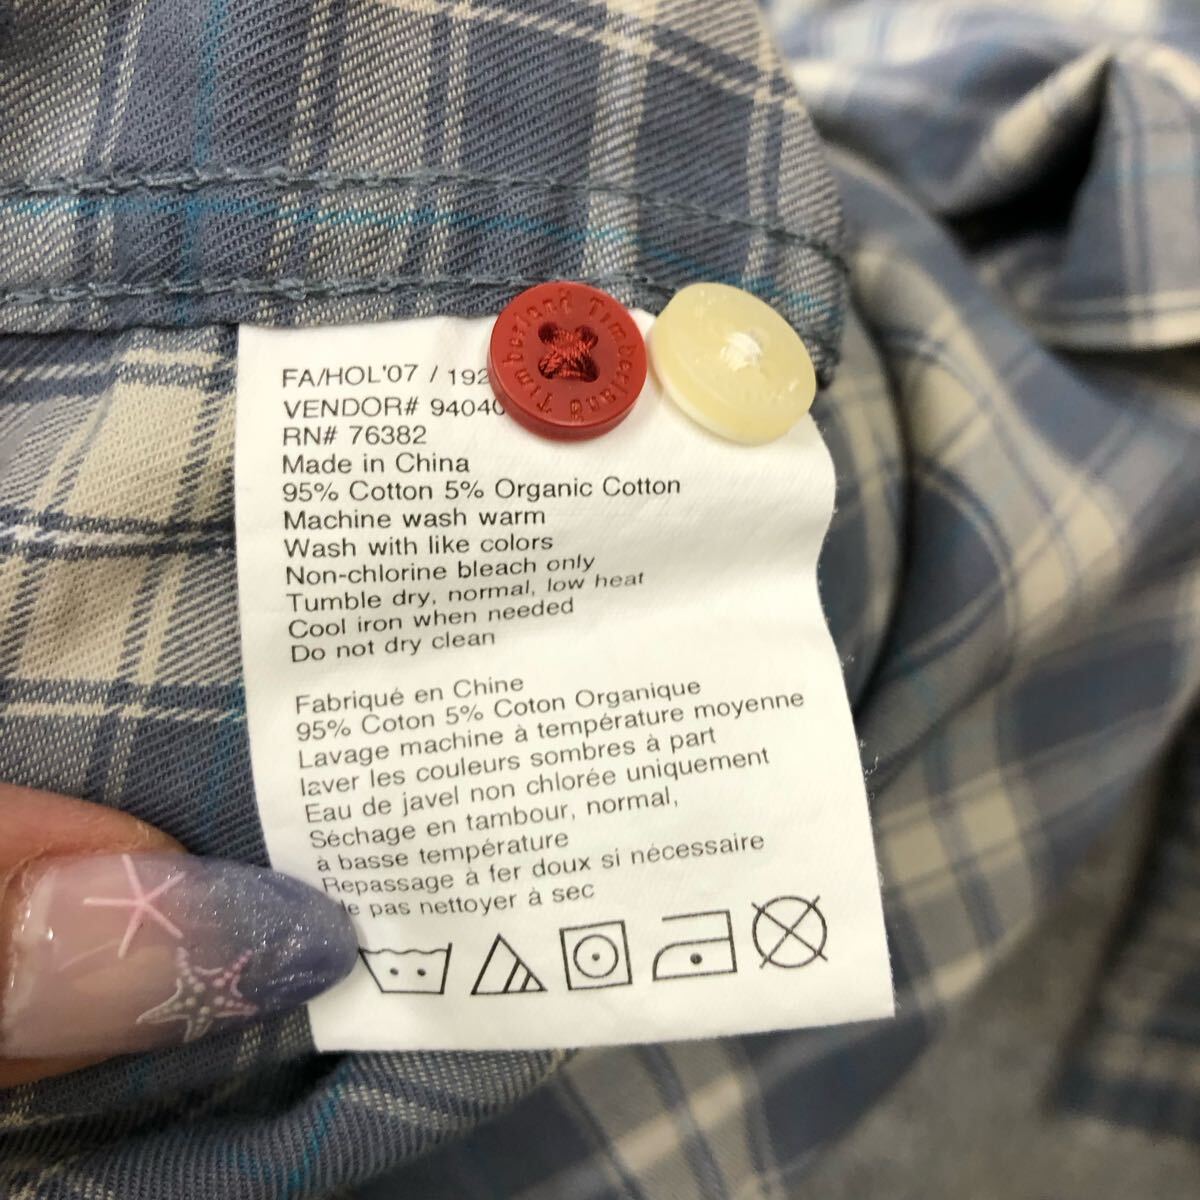 Timberland Timberland
FA/HOL'07 / 192
VENDOR# 94040
RN# 76382
Made in China
95% Cotton 5% Organic Cotton
Machine wash warm
Wash with like colors
Non-chlorine bleach only
Tumble dry, normal, low heat
Cool iron when needed
Do not dry clean
Fabriqué en Chine
95% Coton 5% Coton Organique
Lavage machine à température moyenne
laver les couleurs sombres à part
Eau de javel non chlorée uniquement
Séchage en tambour, normal,
à basse température
Repassage à fer doux si nécessaire
pas nettoyer à sec